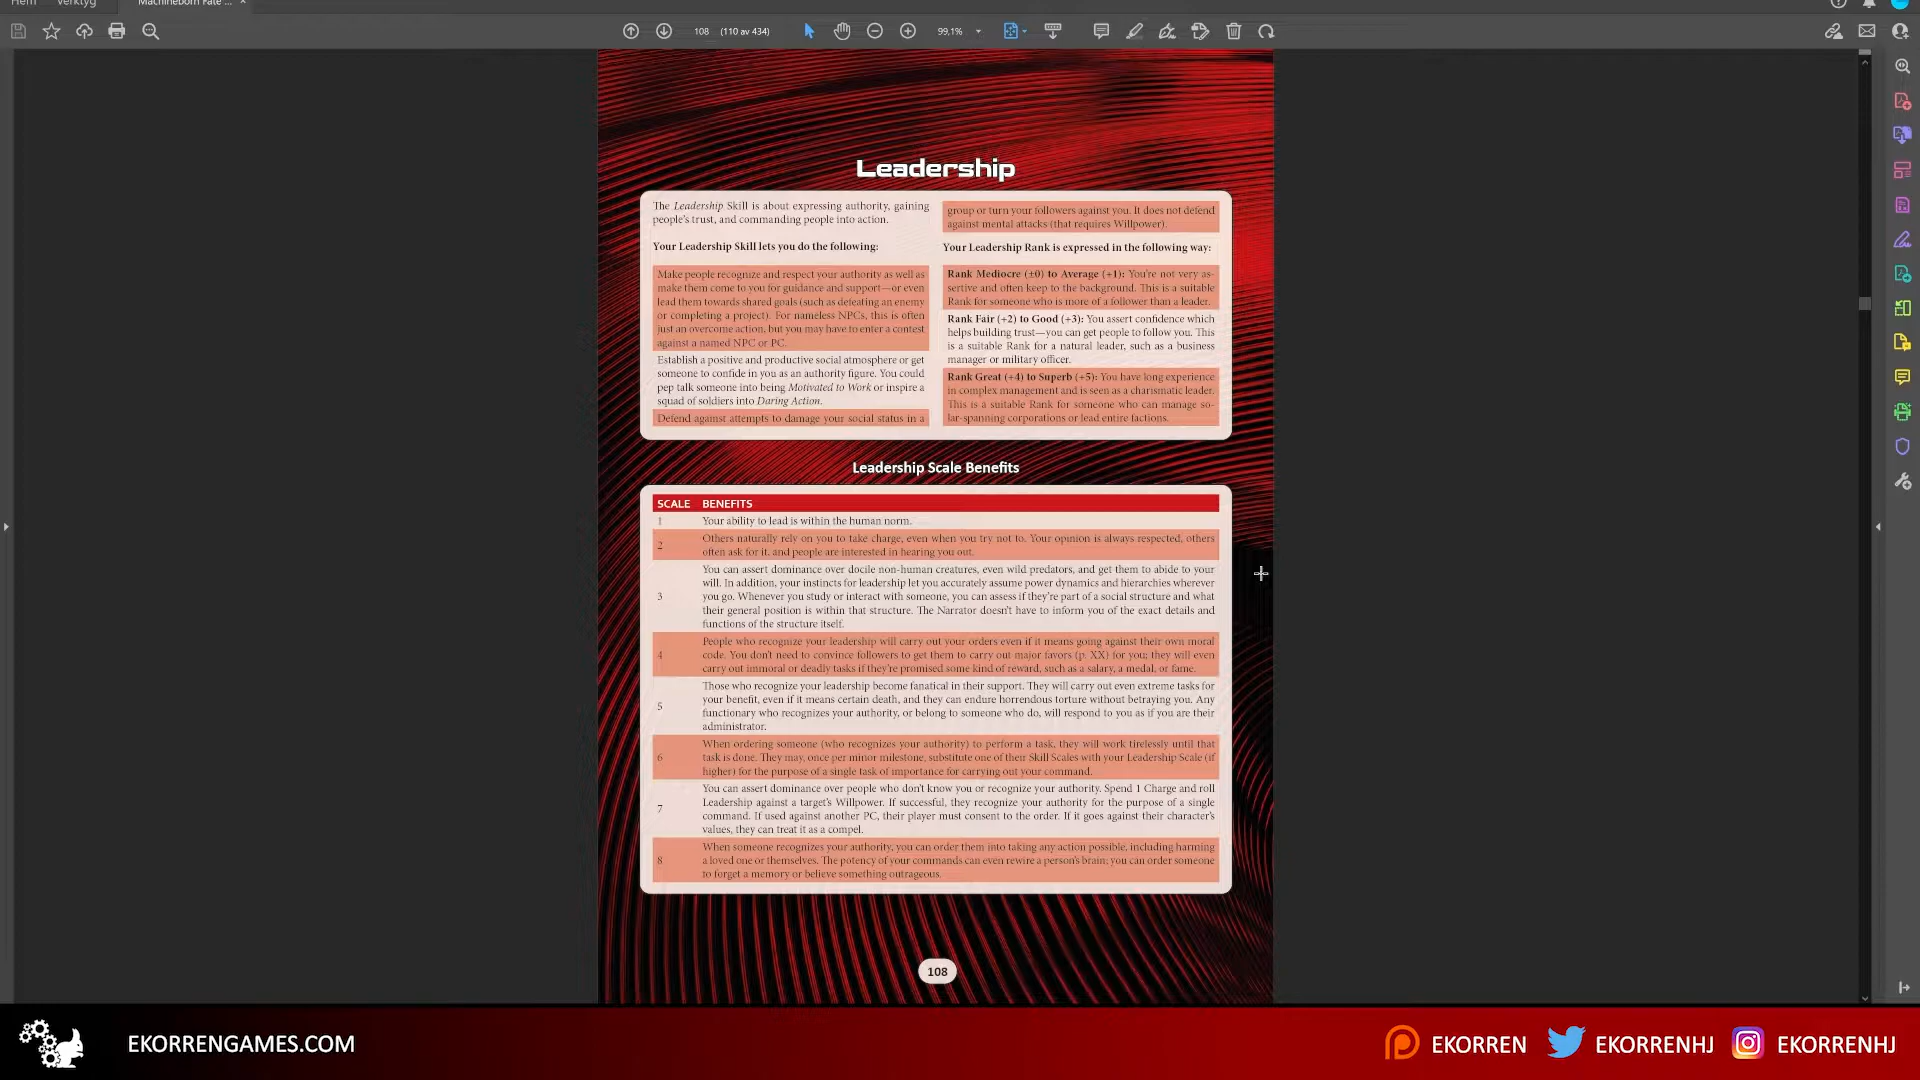 Hem
Verktyg
Machineborn Fate ...
108 (110 av 434)
99,1%
Leadership
The Leadership Skill is about expressing authority, gaining
people's trust, and commanding people into action.
Your Leadership Skill lets you do the following:
Make people recognize and respect your authority as well as
make them come to you for guidance and support—or even
lead them towards shared goals (such as defeating an enemy
or completing a project). For nameless NPCs, this is often
just an overcome action, but you may have to enter a contest
against a named NPC or PC.
Establish a positive and productive social atmosphere or get
someone to confide in you as an authority figure. You could
pep talk someone into being Motivated to Work or inspire a
squad of soldiers into Daring Action.
Defend against attempts to damage your social status in a
group or turn your followers against you. It does not defend
against mental attacks (that requires Willpower).
Your Leadership Rank is expressed in the following way:
Rank Mediocre (±0) to Average (+1): You're not very as-
sertive and often keep to the background. This is a suitable
Rank for someone who is more of a follower than a leader.
Rank Fair (+2) to Good (+3): You assert confidence which
helps building trust—you can get people to follow you. This
is a suitable Rank for a natural leader, such as a business
manager or military officer.
Rank Great (+4) to Superb (+5): You have long experience
in complex management and is seen as a charismatic leader.
This is a suitable Rank for someone who can manage so-
lar-spanning corporations or lead entire factions.
Leadership Scale Benefits
SCALE BENEFITS
1 Your ability to lead is within the human norm.
2 Others naturally rely on you to take charge, even when you try not to. Your opinion is always respected, others
often ask for it, and people are interested in hearing you out.
3 You can assert dominance over docile non-human creatures, even wild predators, and get them to abide to your
will. In addition, your instincts for leadership let you accurately assume power dynamics and hierarchies wherever
you go. Whenever you study or interact with someone, you can assess if they're part of a social structure and what
their general position is within that structure. The Narrator doesn't have to inform you of the exact details and
functions of the structure itself.
4 People who recognize your leadership will carry out your orders even if it means going against their own moral
code. You don't need to convince followers to get them to carry out major favors (p. XX) for you; they will even
carry out immoral or deadly tasks if they're promised some kind of reward, such as a salary, a medal, or fame.
5 Those who recognize your leadership become fanatical in their support. They will carry out even extreme tasks for
your benefit, even if it means certain death, and they can endure horrendous torture without betraying you. Any
functionary who recognizes your authority, or belong to someone who do, will respond to you as if you are their
administrator.
6 When ordering someone (who recognizes your authority) to perform a task, they will work tirelessly until that
task is done. They may, once per minor milestone, substitute one of their Skill Scales with your Leadership Scale (if
higher) for the purpose of a single task of importance for carrying out your command.
7 You can assert dominance over people who don't know you or recognize your authority. Spend 1 Charge and roll
Leadership against a target's Willpower. If successful, they recognize your authority for the purpose of a single
command. If used against another PC, their player must consent to the order. If it goes against their character's
values, they can treat it as a compel.
8 When someone recognizes your authority, you can order them into taking any action possible, including harming
a loved one or themselves. The potency of your commands can even rewire a person's brain; you can order someone
to forget a memory or believe something outrageous.
108
EKORRENGAMES.COM
EKORREN
EKORRENHJ
EKORRENHJ